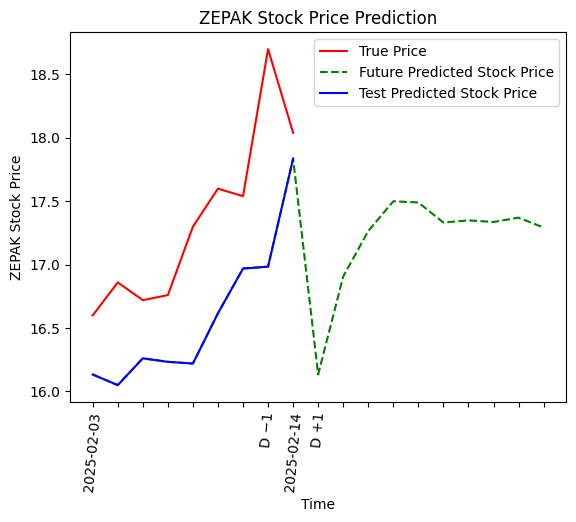 ZEPAK Stock Price Prediction
True Price
Future Predicted Stock Price
Test Predicted Stock Price
ZEPAK Stock Price
18.5
18.0
17.5
17.0
16.5
16.0
2025-02-03
D −1
2025-02-14
D +1
Time